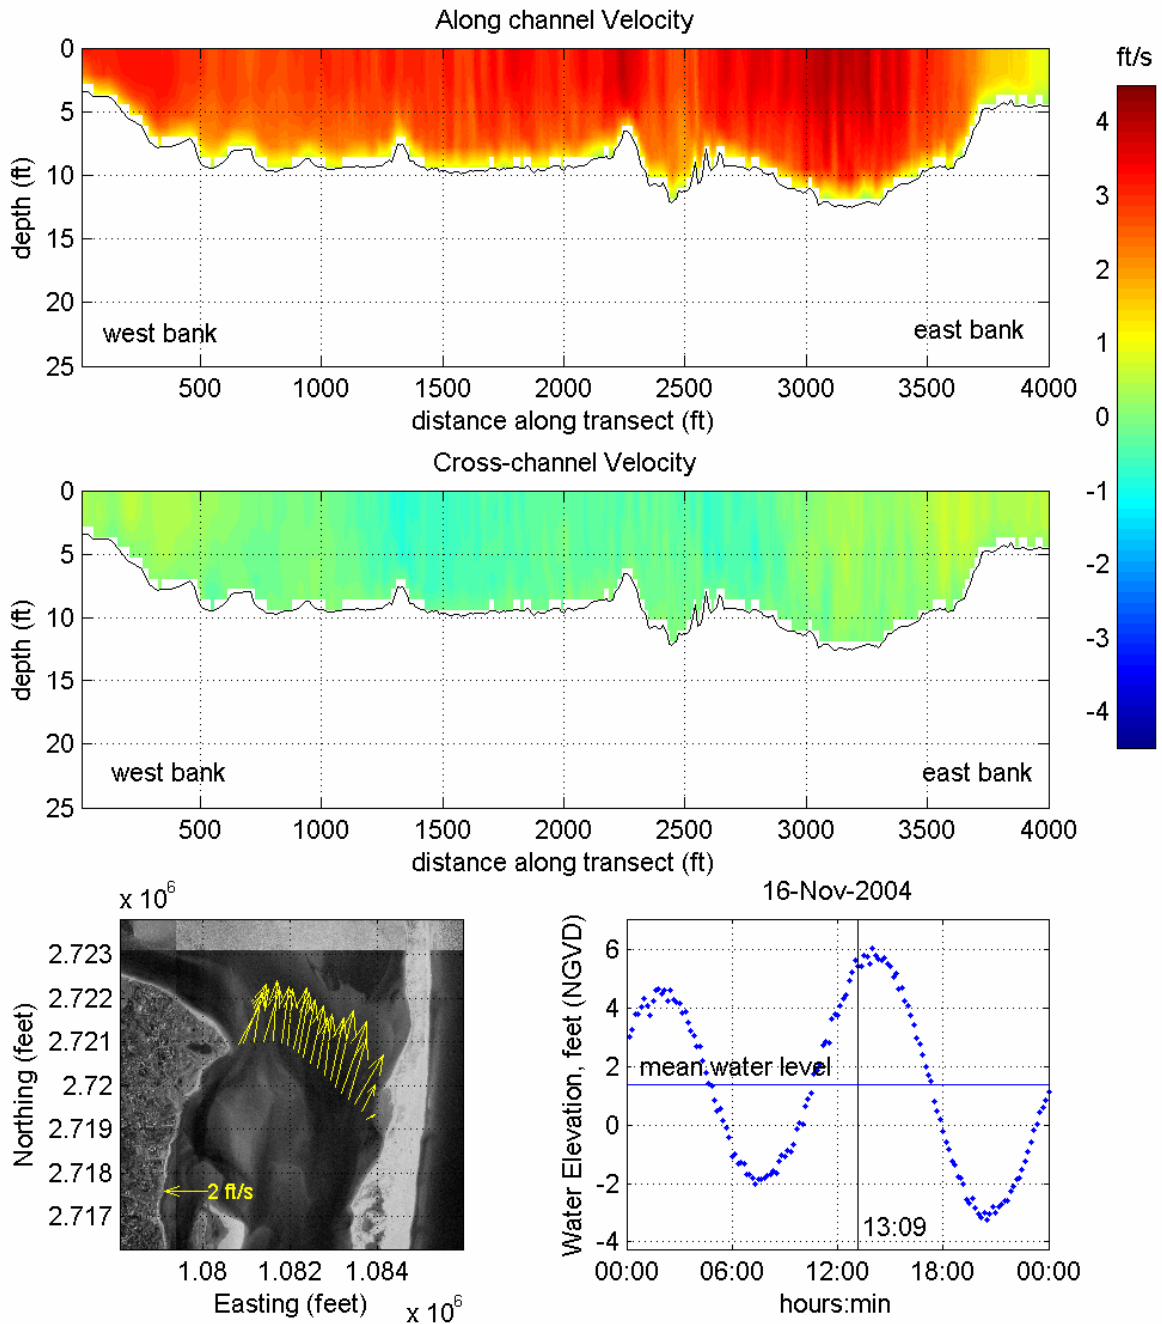 Along channel Velocity
ft/s
0
5
10
15
20
25
depth (ft)
west bank
east bank
500
1000
1500
2000
2500
3000
3500
4000
distance along transect (ft)
4
3
2
1
0
-1
-2
-3
-4
Cross-channel Velocity
0
5
10
15
20
25
depth (ft)
west bank
east bank
500
1000
1500
2000
2500
3000
3500
4000
distance along transect (ft)
x 10^6
2.723
2.722
2.721
2.72
2.719
2.718
2.717
Northing (feet)
2 ft/s
1.08
1.082
1.084
Easting (feet)
x 10^6
16-Nov-2004
6
4
2
0
-2
-4
Water Elevation, feet (NGVD)
mean water level
13:09
00:00
06:00
12:00
18:00
00:00
hours:min